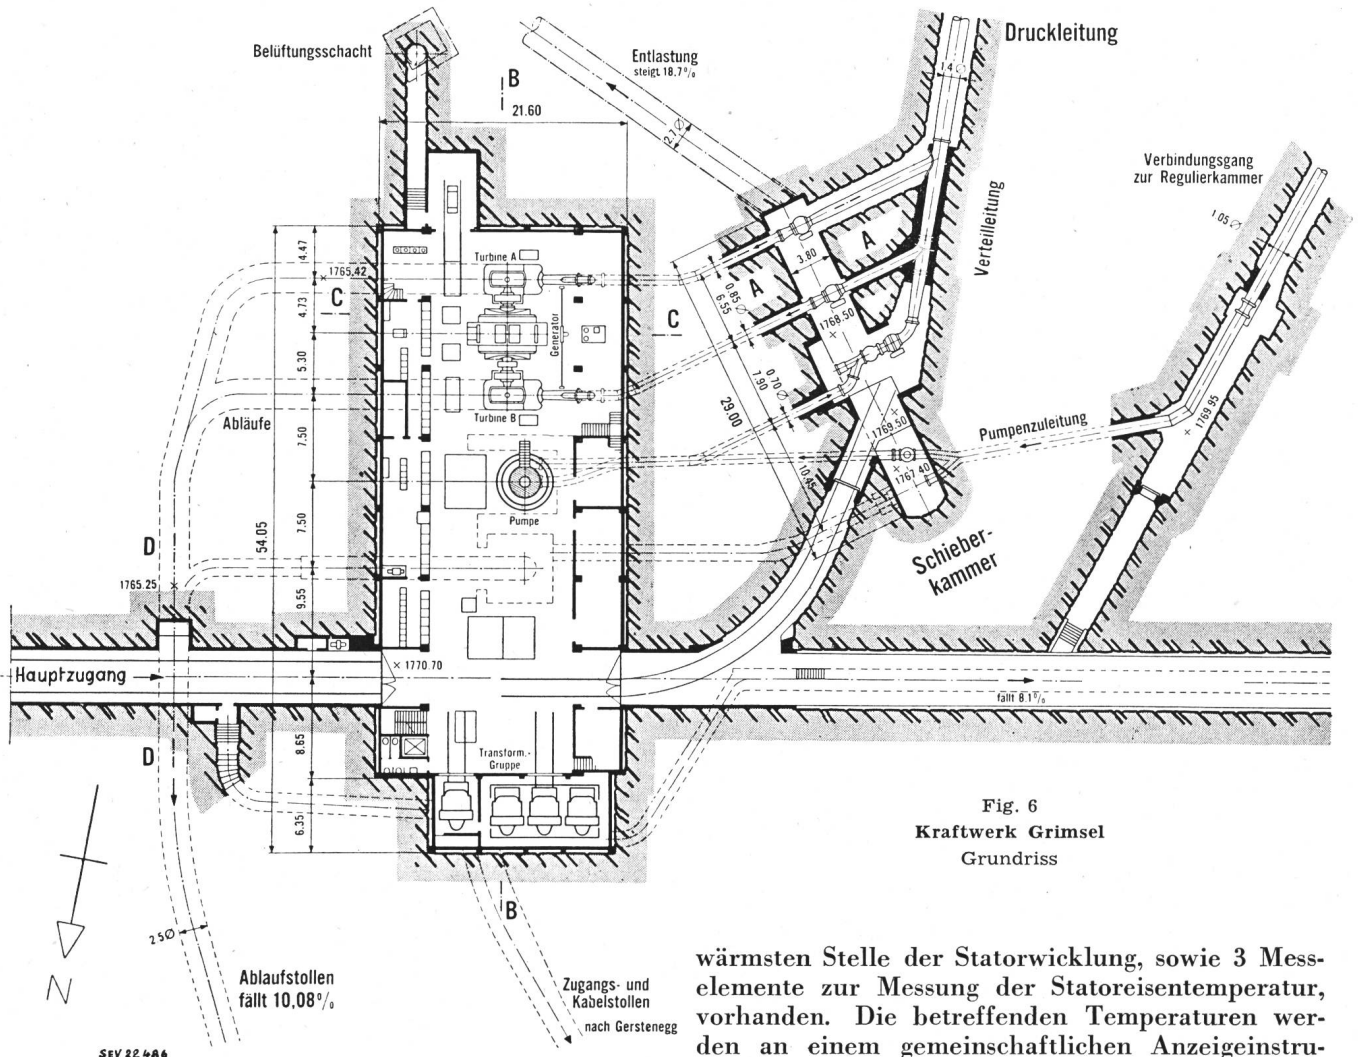 Druckleitung
Belüftungsschacht
Entlastung
steigt 18.7%
B
21.60
1.4 ∅
2.7 ∅
Verbindungsgang
zur Regulierkammer
1.05 ∅
Verteilleitung
A
A
3.80
4.47
Turbine A
1765.42
C
C
0.85 ∅
6.55
4.73
Generator
1768.50
5.30
0.70 ∅
7.90
29.00
Abläufe
Turbine B
7.50
1769.50
Pumpenzuleitung
1769.95
10.45
1767.40
Pumpe
7.50
54.05
D
Schieber-
kammer
1765.25
9.55
Hauptzugang
1770.70
fällt 8.1%
D
8.65
Transform.-
Gruppe
6.35
Fig. 6
Kraftwerk Grimsel
Grundriss
B
2.5∅
N
Ablaufstollen
fällt 10,08%
Zugangs- und
Kabelstollen
nach Gerstenegg
SEV 22 486
wärmsten Stelle der Statorwicklung, sowie 3 Mess-
elemente zur Messung der Statoreisentemperatur,
vorhanden. Die betreffenden Temperaturen wer-
den an einem gemeinschaftlichen Anzeigeinstru-